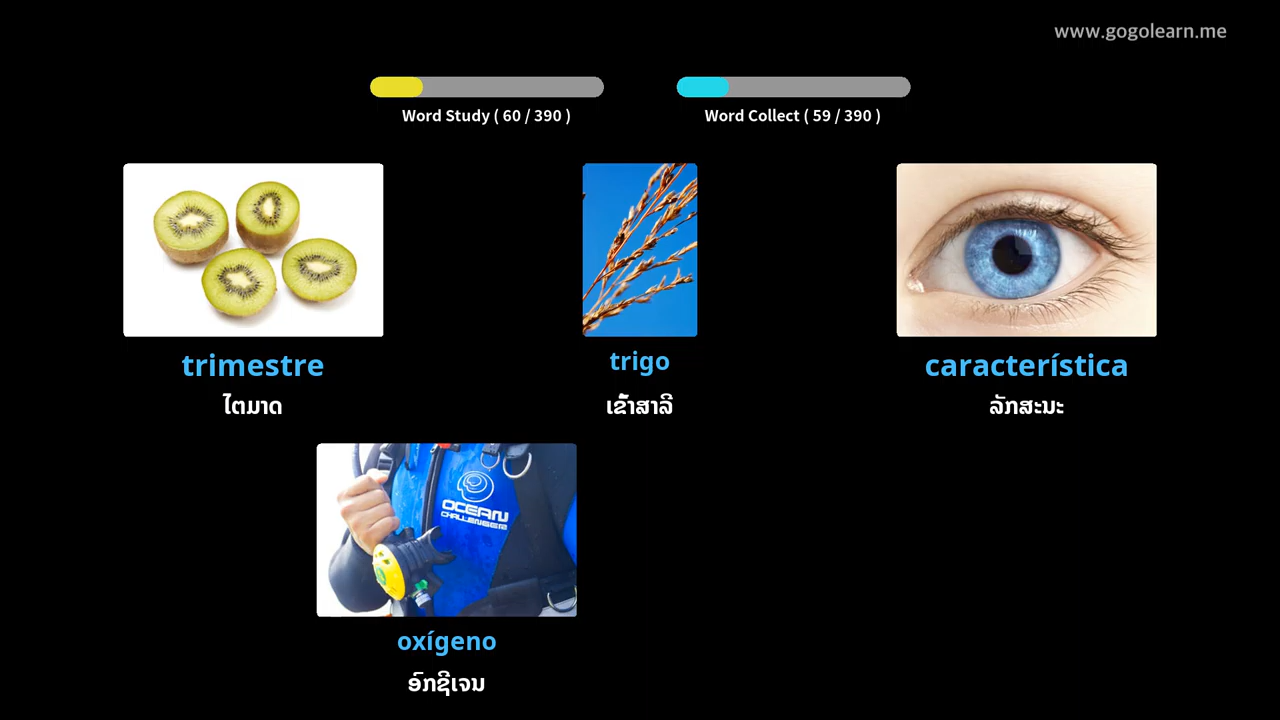 www.gogolearn.me
Word Study ( 60 / 390 )
Word Collect ( 59 / 390 )
trimestre
ໄຕມາດ
trigo
ເຂົ້າສາລີ
característica
ລັກສະນະ
OCEAN
CHALLENGER
oxígeno
ອົກຊີເຈນ